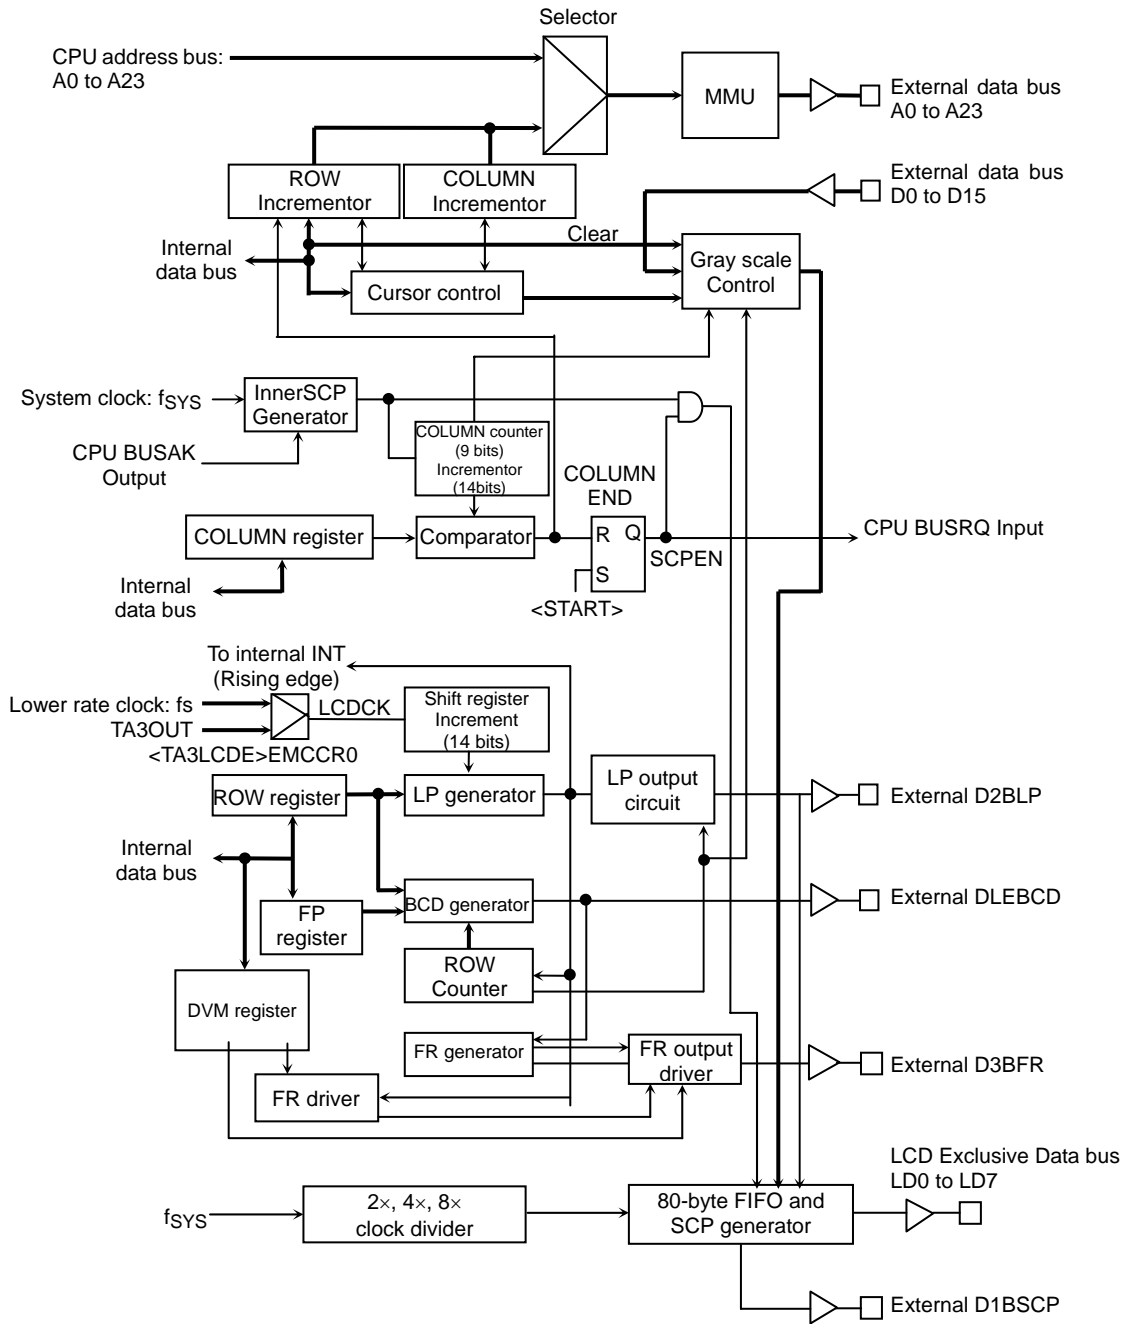 Selector
CPU address bus:
A0 to A23
MMU
External data bus
A0 to A23
ROW
Incrementor
COLUMN
Incrementor
External data bus
D0 to D15
Internal
data bus
Clear
Gray scale
Control
Cursor control
System clock: fSYS
InnerSCP
Generator
CPU BUSAK
Output
COLUMN counter
(9 bits)
Incrementor
(14bits)
COLUMN
END
COLUMN register
Comparator
R
Q
S
SCPEN
CPU BUSRQ Input
Internal
data bus
<START>
To internal INT
(Rising edge)
Lower rate clock: fs
TA3OUT
LCDCK
<TA3LCDE>EMCCR0
Shift register
Increment
(14 bits)
ROW register
LP generator
LP output
circuit
External D2BLP
Internal
data bus
FP
register
BCD generator
External DLEBCD
ROW
Counter
DVM register
FR generator
FR output
driver
External D3BFR
FR driver
LCD Exclusive Data bus
LD0 to LD7
fSYS
2×, 4×, 8×
clock divider
80-byte FIFO and
SCP generator
External D1BSCP